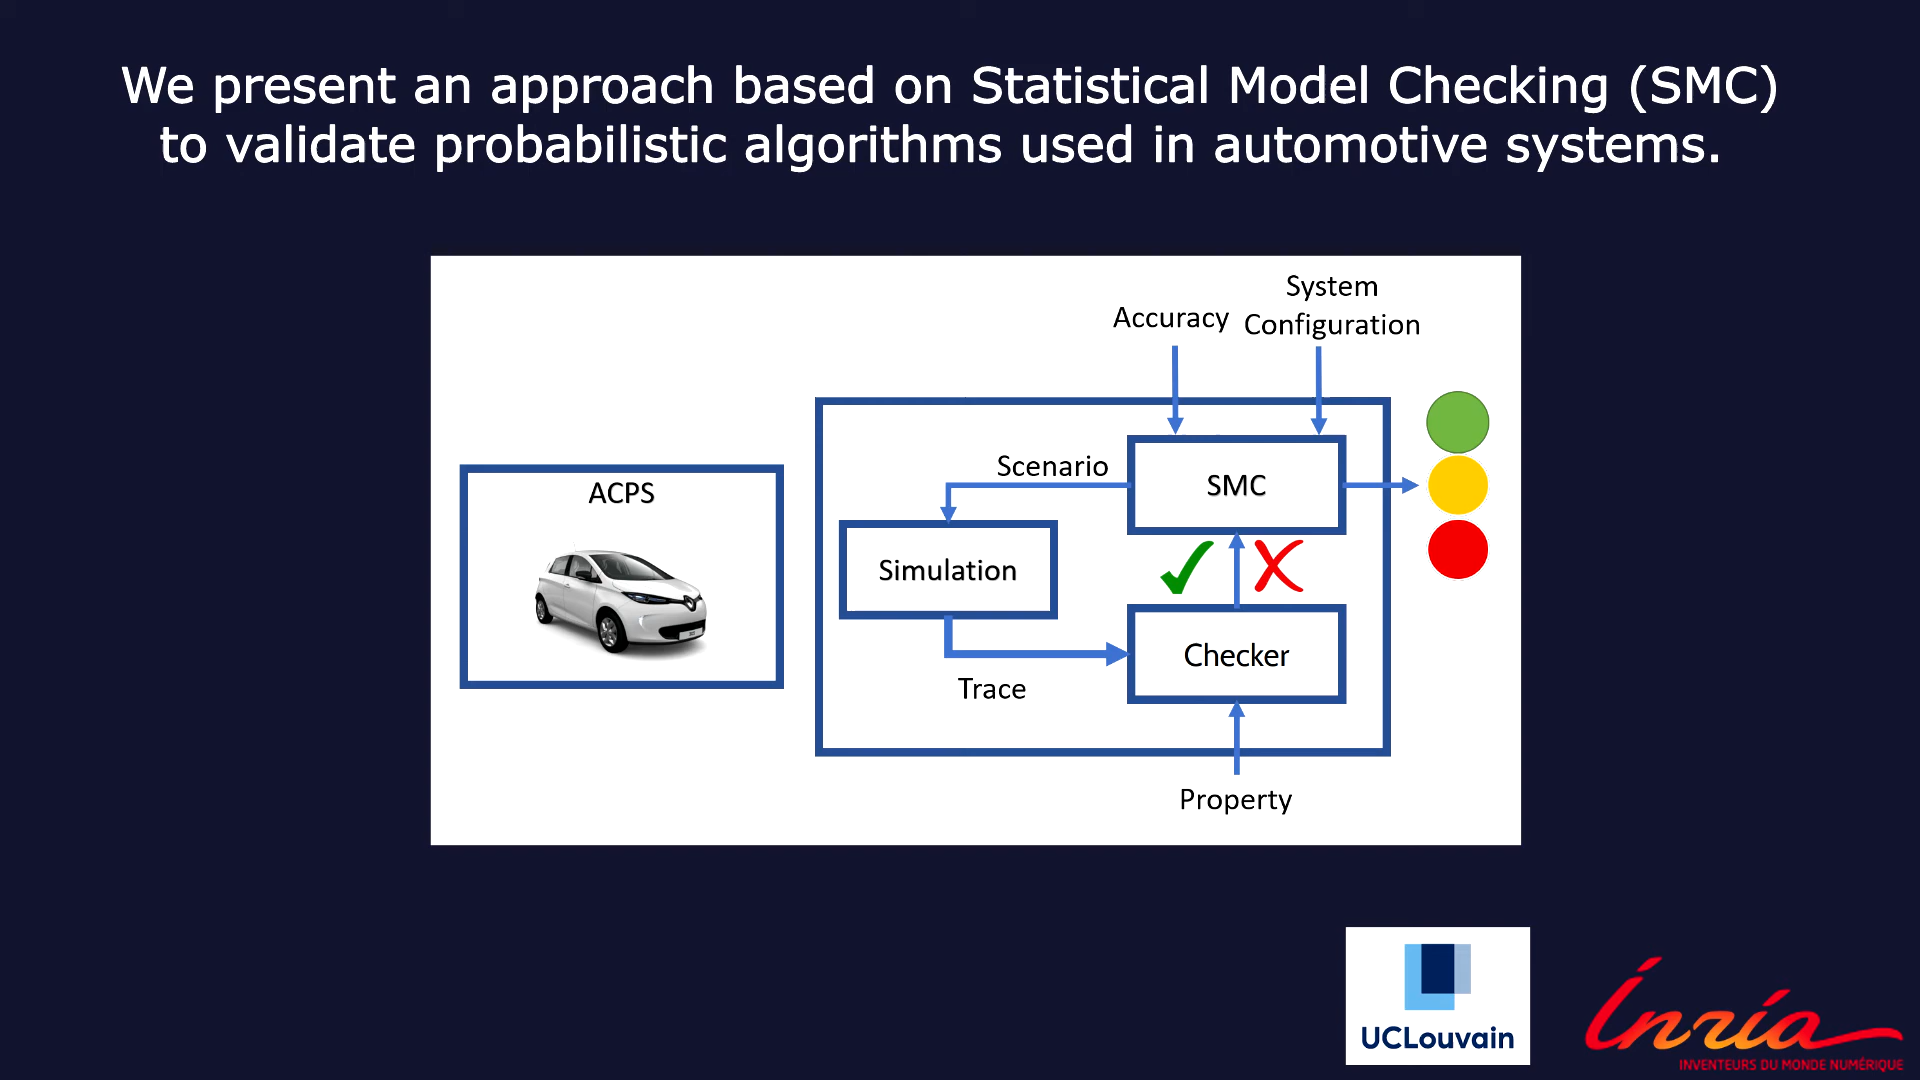 We present an approach based on Statistical Model Checking (SMC)
to validate probabilistic algorithms used in automotive systems.
System
Accuracy Configuration
ACPS
Scenario
SMC
Simulation
Checker
Trace
Property
UCLouvain
Inria
INVENTEURS DU MONDE NUMÉRIQUE